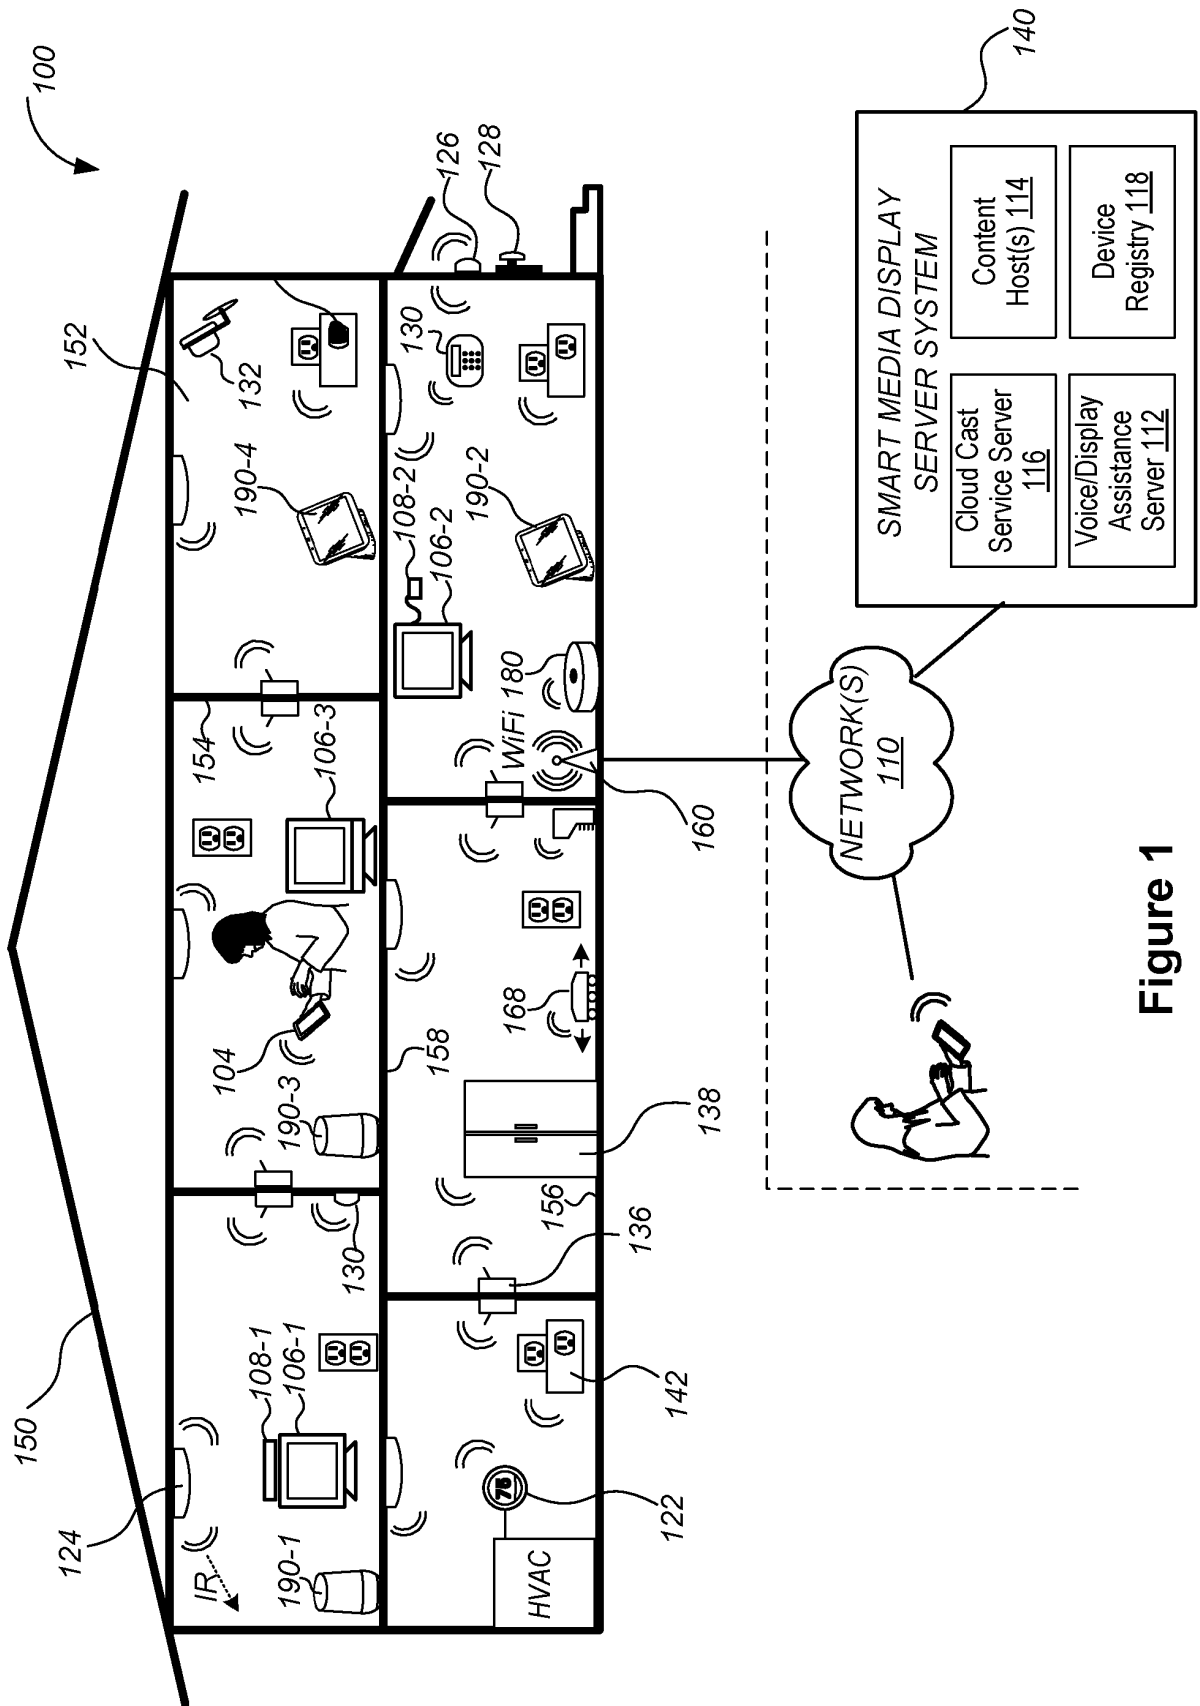 100
150
152
124
IR
190-1
108-1
106-1
130
190-3
104
154
106-3
190-4
132
126
128
HVAC
75
122
142
136
156
138
158
168
160
WiFi
180
108-2
106-2
190-2
130
NETWORK(S)
110
SMART MEDIA DISPLAY
SERVER SYSTEM
Cloud Cast
Service Server
116
Content
Host(s) 114
Voice/Display
Assistance
Server 112
Device
Registry 118
140
Figure 1